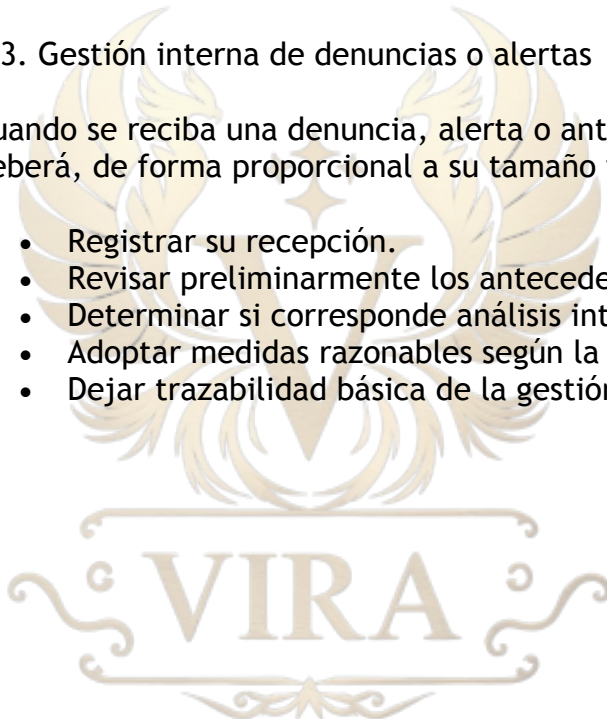 3. Gestión interna de denuncias o alertas
uando se reciba una denuncia, alerta o ant
eberá, de forma proporcional a su tamaño
• Registrar su recepción.
• Revisar preliminarmente los antecede
• Determinar si corresponde análisis int
• Adoptar medidas razonables según la
• Dejar trazabilidad básica de la gestión
V
VIRA